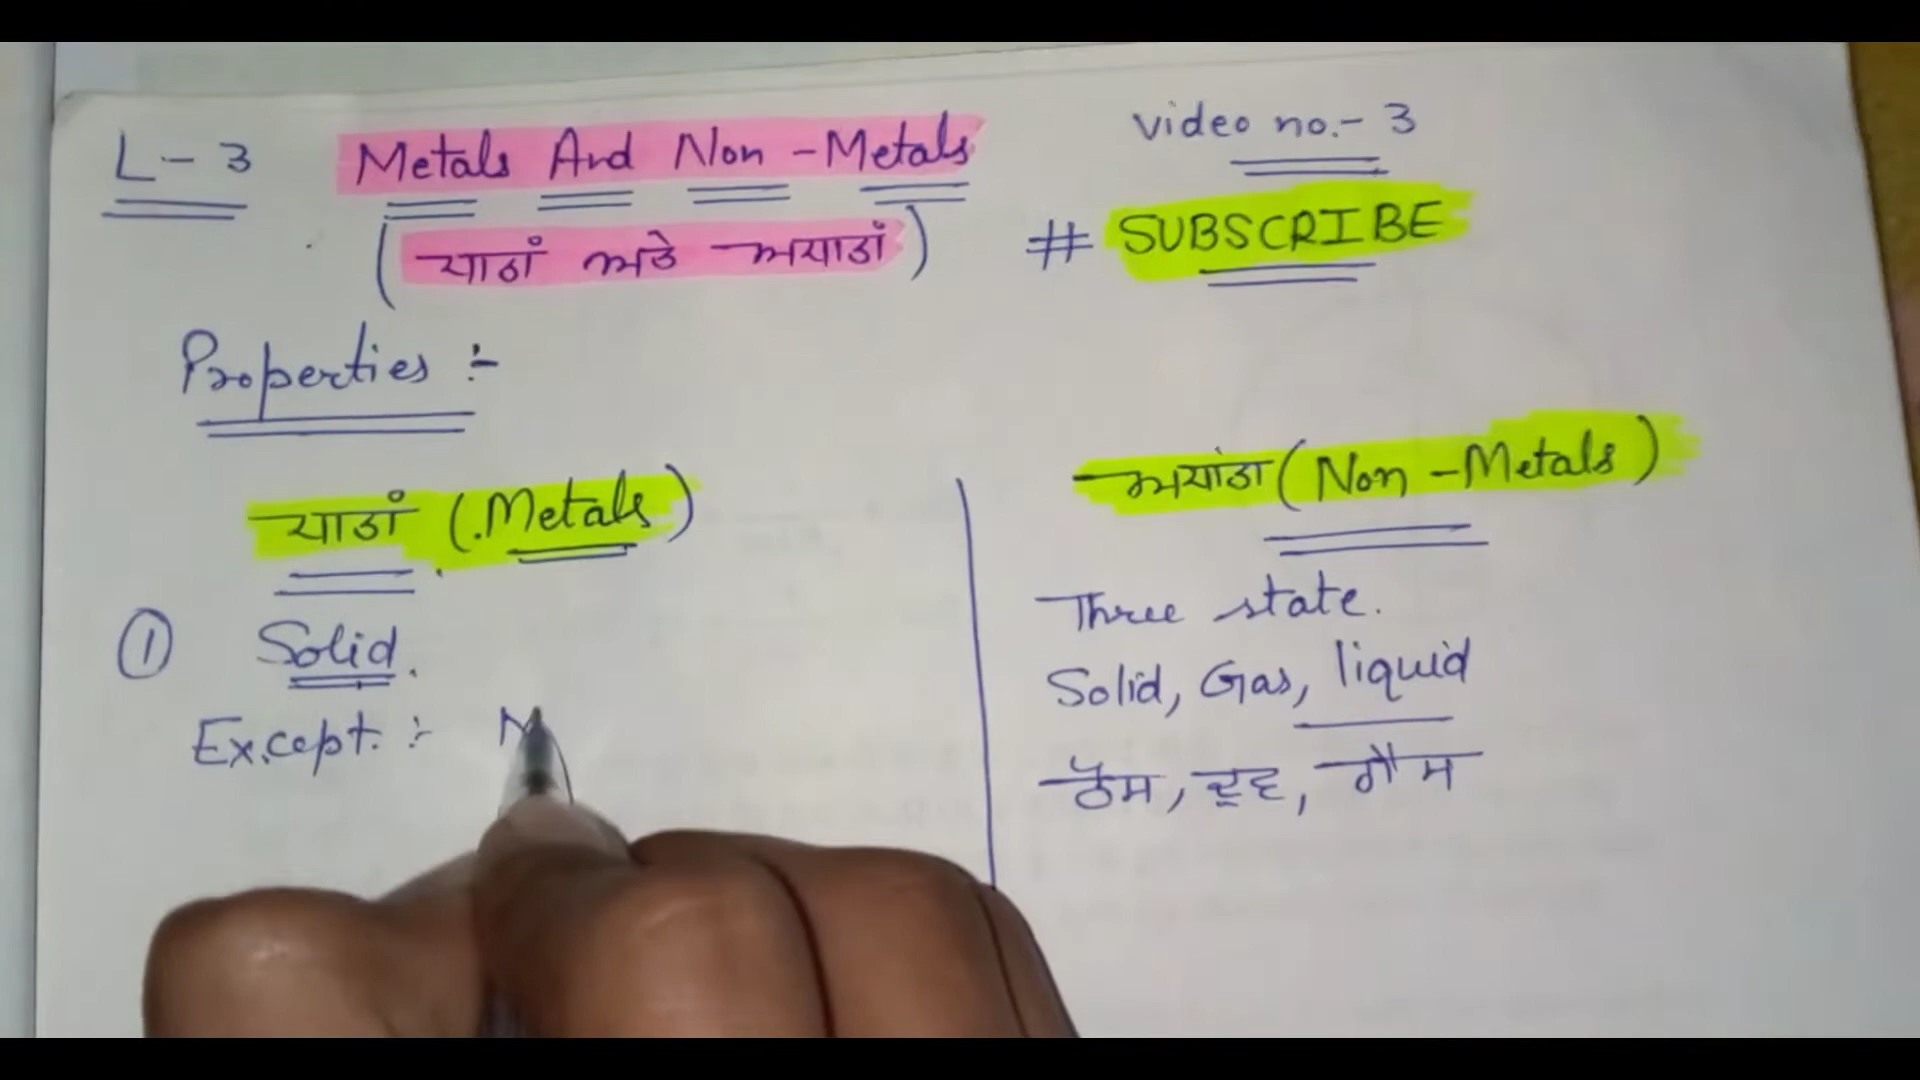 L - 3 Metals And Non - Metals Video no. - 3
(ਧਾਤਾਂ ਅਤੇ ਅਧਾਤਾਂ) # SUBSCRIBE
Properties :-
ਧਾਤਾਂ (Metals)
① Solid.
Except. :- M
ਅਧਾਂਤਾ (Non - Metals)
Three state.
Solid, Gas, liquid
ਠੋਸ, ਦ੍ਰਵ, ਗੈਸ